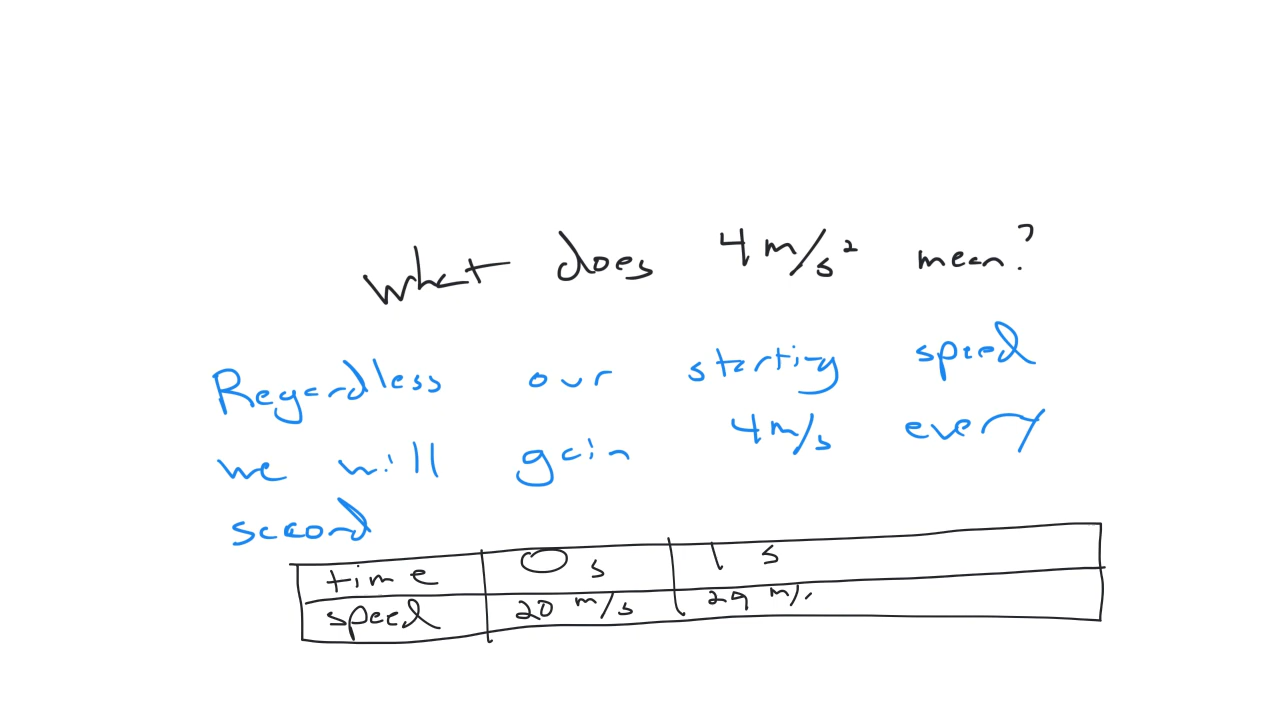 what does 4 m/s² mean?
Regardless our starting speed
we will gain 4 m/s every
second
time 0 s 1 s
speed 20 m/s 29 m/